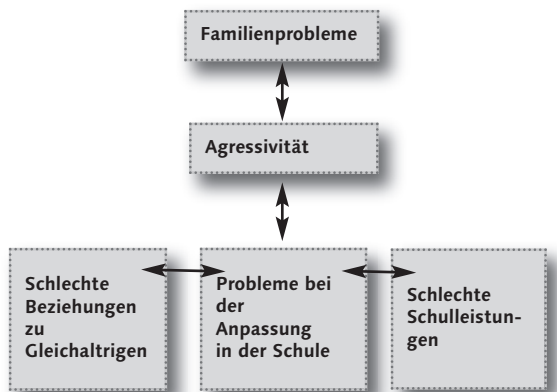 Familienprobleme
Agressivität
Schlechte
Beziehungen
zu
Gleichaltrigen
Probleme bei
der
Anpassung
in der Schule
Schlechte
Schulleistun-
gen